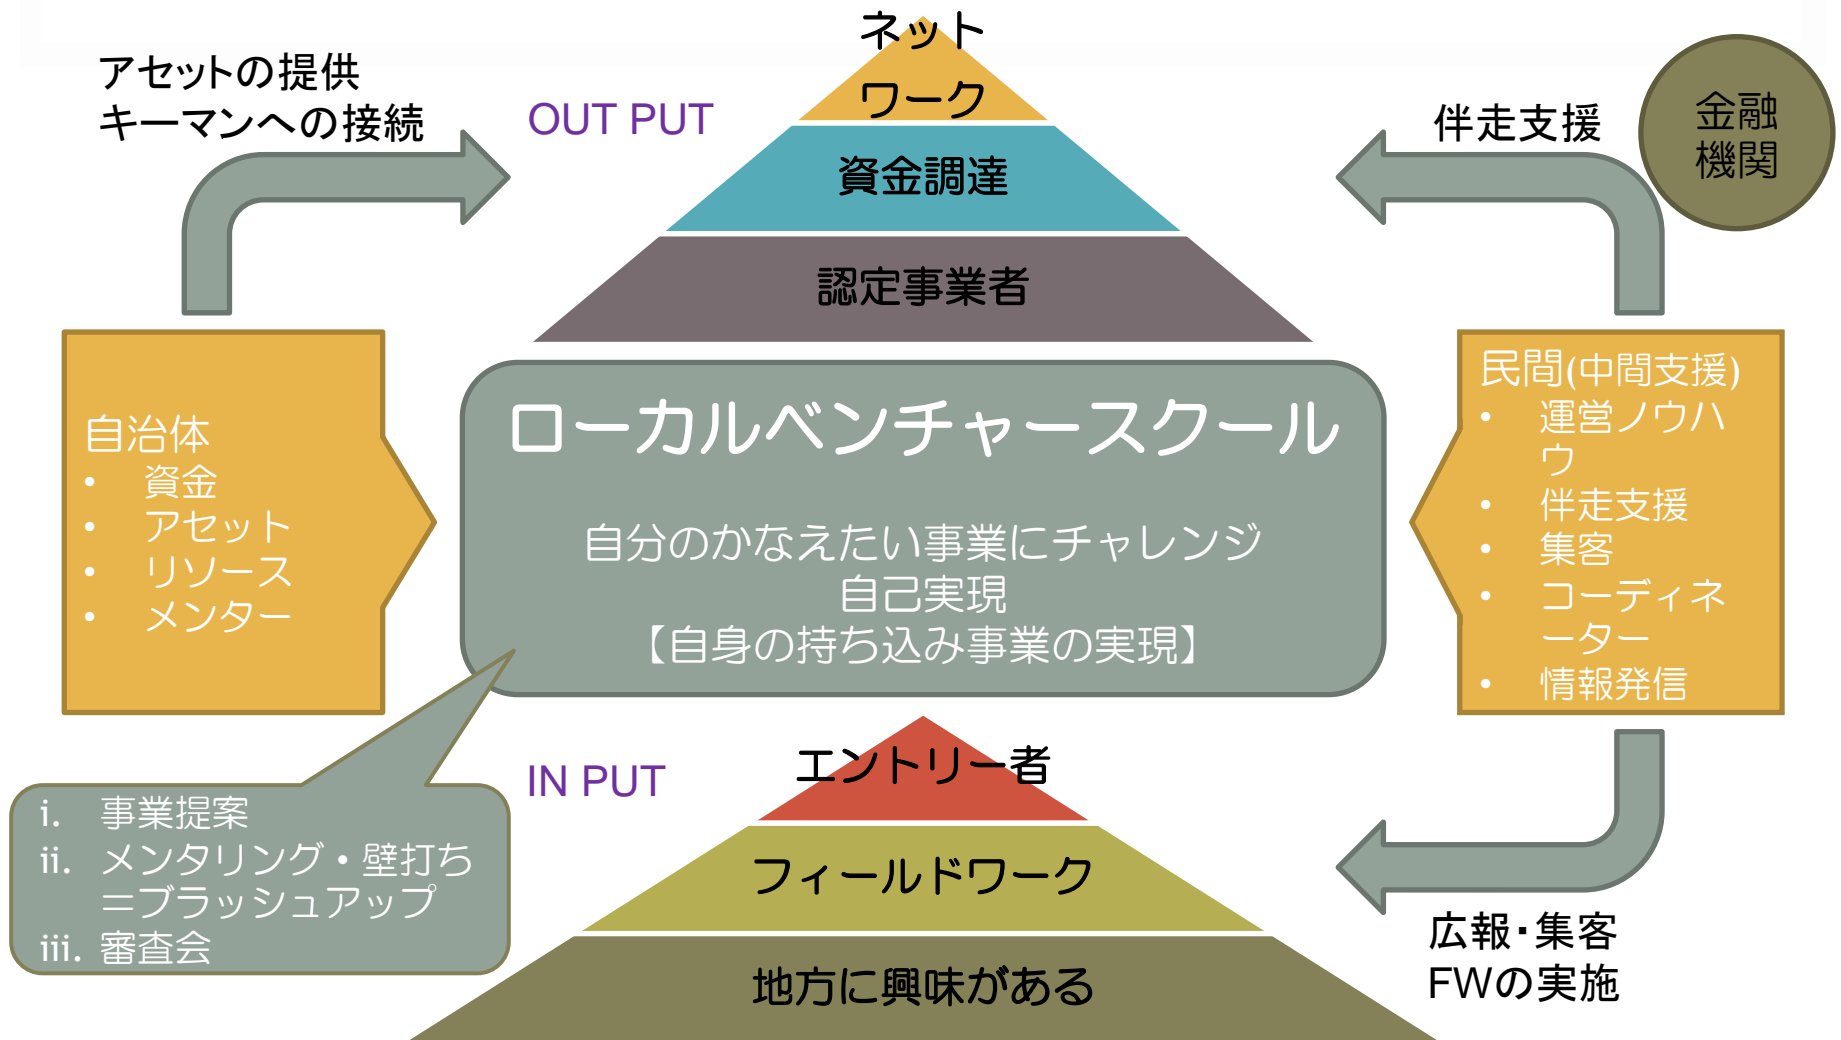 ネット
ワーク
アセットの提供
キーマンへの接続
OUT PUT
伴走支援
金融
機関
資金調達
認定事業者
自治体
• 資金
• アセット
• リソース
• メンター
ローカルベンチャースクール
自分のかなえたい事業にチャレンジ
自己実現
【自身の持ち込み事業の実現】
民間(中間支援)
• 運営ノウハ
ウ
• 伴走支援
• 集客
• コーディネ
ーター
• 情報発信
IN PUT
エントリー者
フィールドワーク
地方に興味がある
i. 事業提案
ii. メンタリング・壁打ち
＝ブラッシュアップ
iii. 審査会
広報・集客
FWの実施